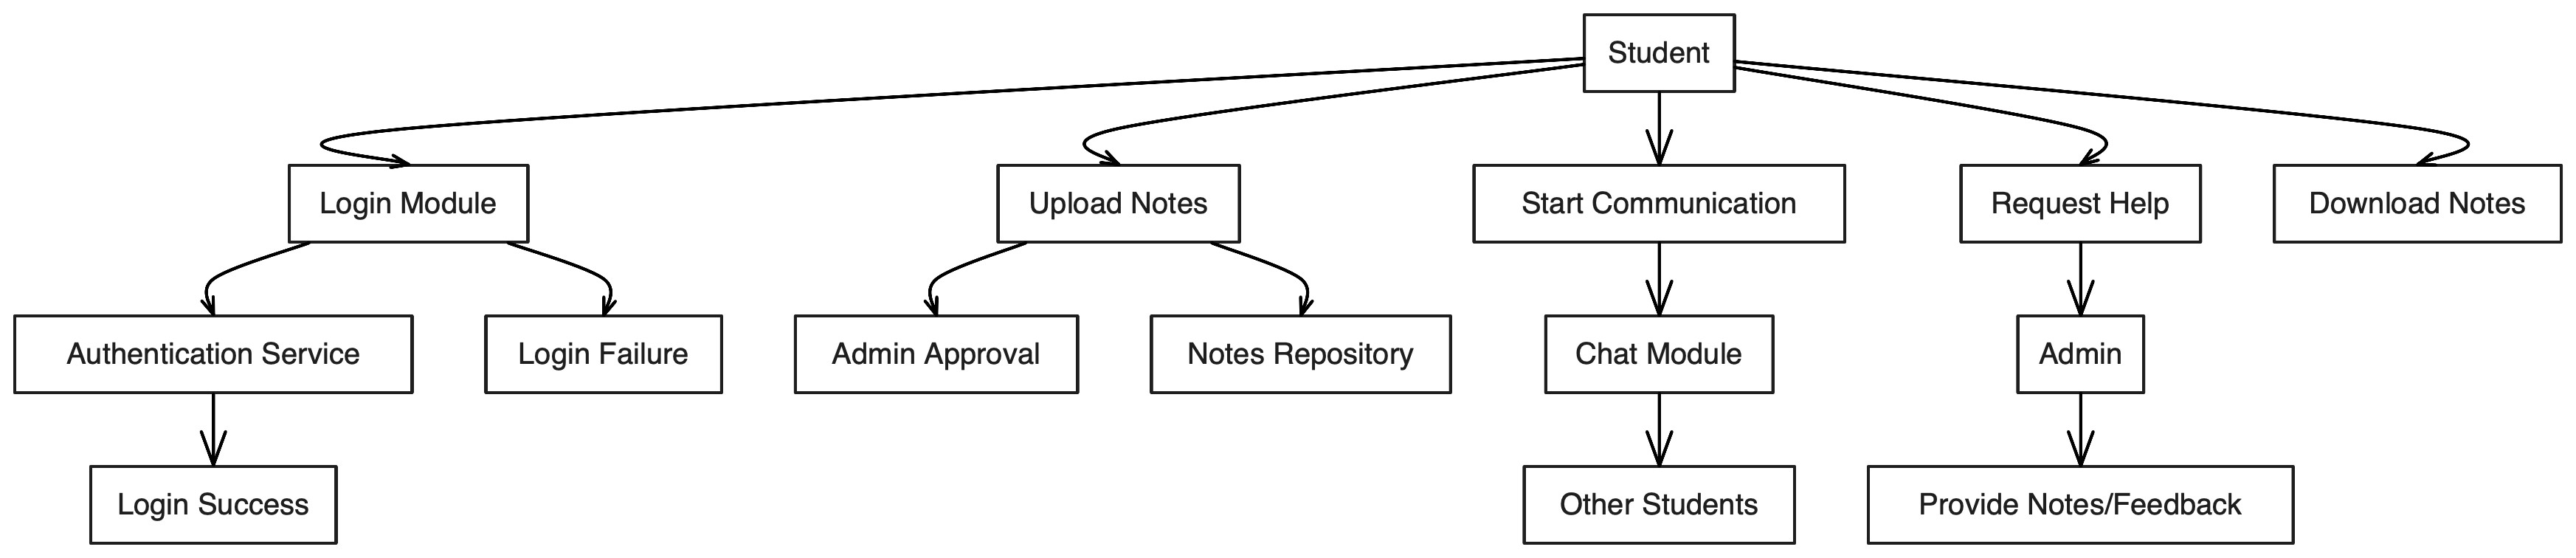 Student
Login Module
Upload Notes
Start Communication
Request Help
Download Notes
Authentication Service
Login Failure
Admin Approval
Notes Repository
Chat Module
Admin
Login Success
Other Students
Provide Notes/Feedback